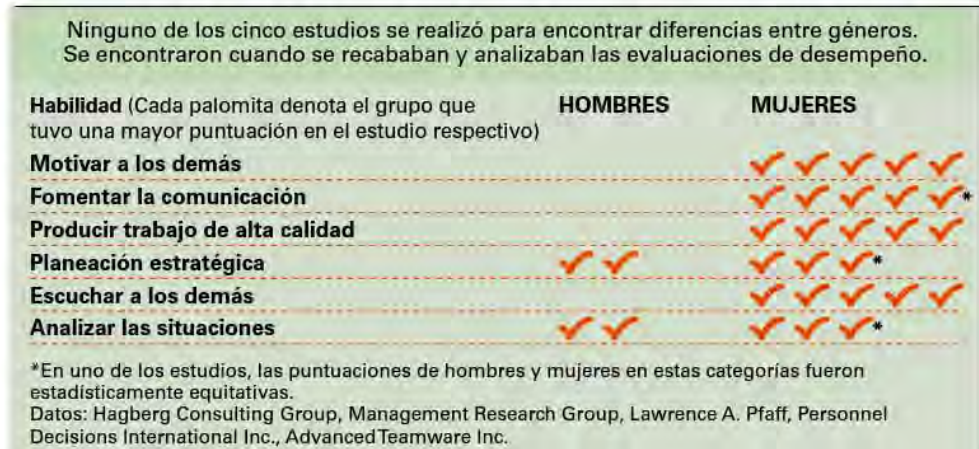 Ninguno de los cinco estudios se realizó para encontrar diferencias entre géneros.
Se encontraron cuando se recababan y analizaban las evaluaciones de desempeño.
Habilidad (Cada palomita denota el grupo que
tuvo una mayor puntuación en el estudio respectivo)
HOMBRES
MUJERES
Motivar a los demás
Fomentar la comunicación *
Producir trabajo de alta calidad
Planeación estratégica *
Escuchar a los demás
Analizar las situaciones *
*En uno de los estudios, las puntuaciones de hombres y mujeres en estas categorías fueron
estadísticamente equitativas.
Datos: Hagberg Consulting Group, Management Research Group, Lawrence A. Pfaff, Personnel
Decisions International Inc., Advanced Teamware Inc.